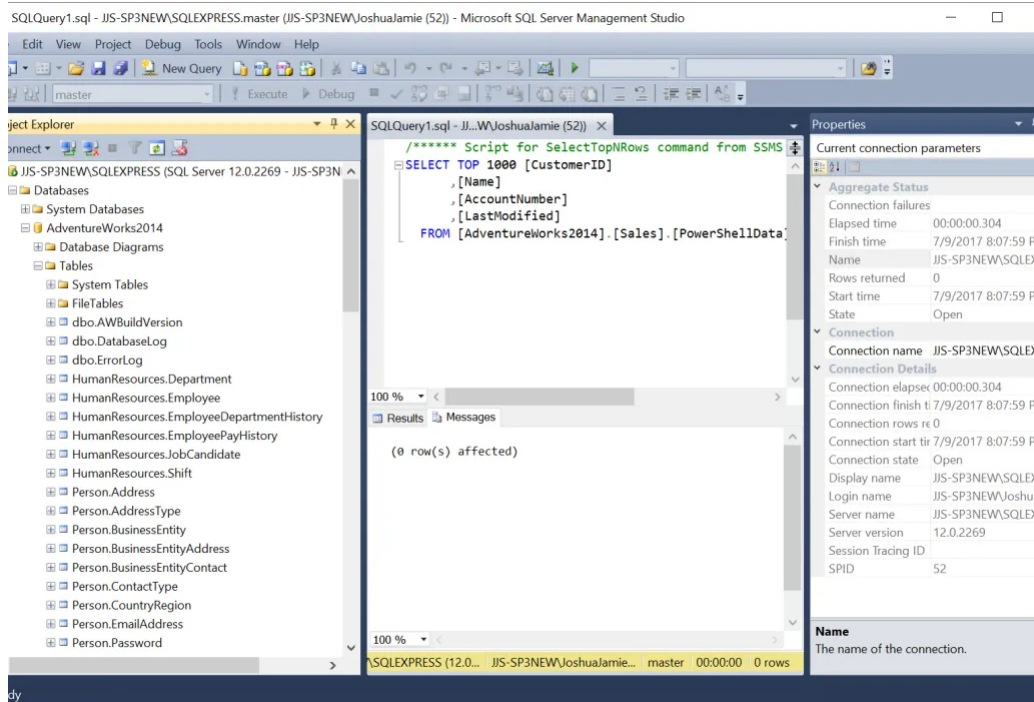 SQLQuery1.sql - JJS-SP3NEW\SQLEXPRESS.master (JJS-SP3NEW\JoshuaJamie (52)) - Microsoft SQL Server Management Studio
Edit View Project Debug Tools Window Help
New Query
master Execute Debug
ject Explorer
onnect
JJS-SP3NEW\SQLEXPRESS (SQL Server 12.0.2269 - JJS-SP3N
Databases
System Databases
AdventureWorks2014
Database Diagrams
Tables
System Tables
FileTables
dbo.AWBuildVersion
dbo.DatabaseLog
dbo.ErrorLog
HumanResources.Department
HumanResources.Employee
HumanResources.EmployeeDepartmentHistory
HumanResources.EmployeePayHistory
HumanResources.JobCandidate
HumanResources.Shift
Person.Address
Person.AddressType
Person.BusinessEntity
Person.BusinessEntityAddress
Person.BusinessEntityContact
Person.ContactType
Person.CountryRegion
Person.EmailAddress
Person.Password
SQLQuery1.sql - JJ...W\JoshuaJamie (52))
/****** Script for SelectTopNRows command from SSMS
SELECT TOP 1000 [CustomerID]
,[Name]
,[AccountNumber]
,[LastModified]
FROM [AdventureWorks2014].[Sales].[PowerShellData]
100 %
Results Messages
(0 row(s) affected)
100 %
\SQLEXPRESS (12.0... JJS-SP3NEW\JoshuaJamie... master 00:00:00 0 rows
Properties
Current connection parameters
Aggregate Status
Connection failures
Elapsed time 00:00:00.304
Finish time 7/9/2017 8:07:59 P
Name JJS-SP3NEW\SQLEX
Rows returned 0
Start time 7/9/2017 8:07:59 P
State Open
Connection
Connection name JJS-SP3NEW\SQLEX
Connection Details
Connection elapsed 00:00:00.304
Connection finish ti 7/9/2017 8:07:59 P
Connection rows re 0
Connection start tir 7/9/2017 8:07:59 P
Connection state Open
Display name JJS-SP3NEW\SQLEX
Login name JJS-SP3NEW\Joshu
Server name JJS-SP3NEW\SQLEX
Server version 12.0.2269
Session Tracing ID
SPID 52
Name
The name of the connection.
dy